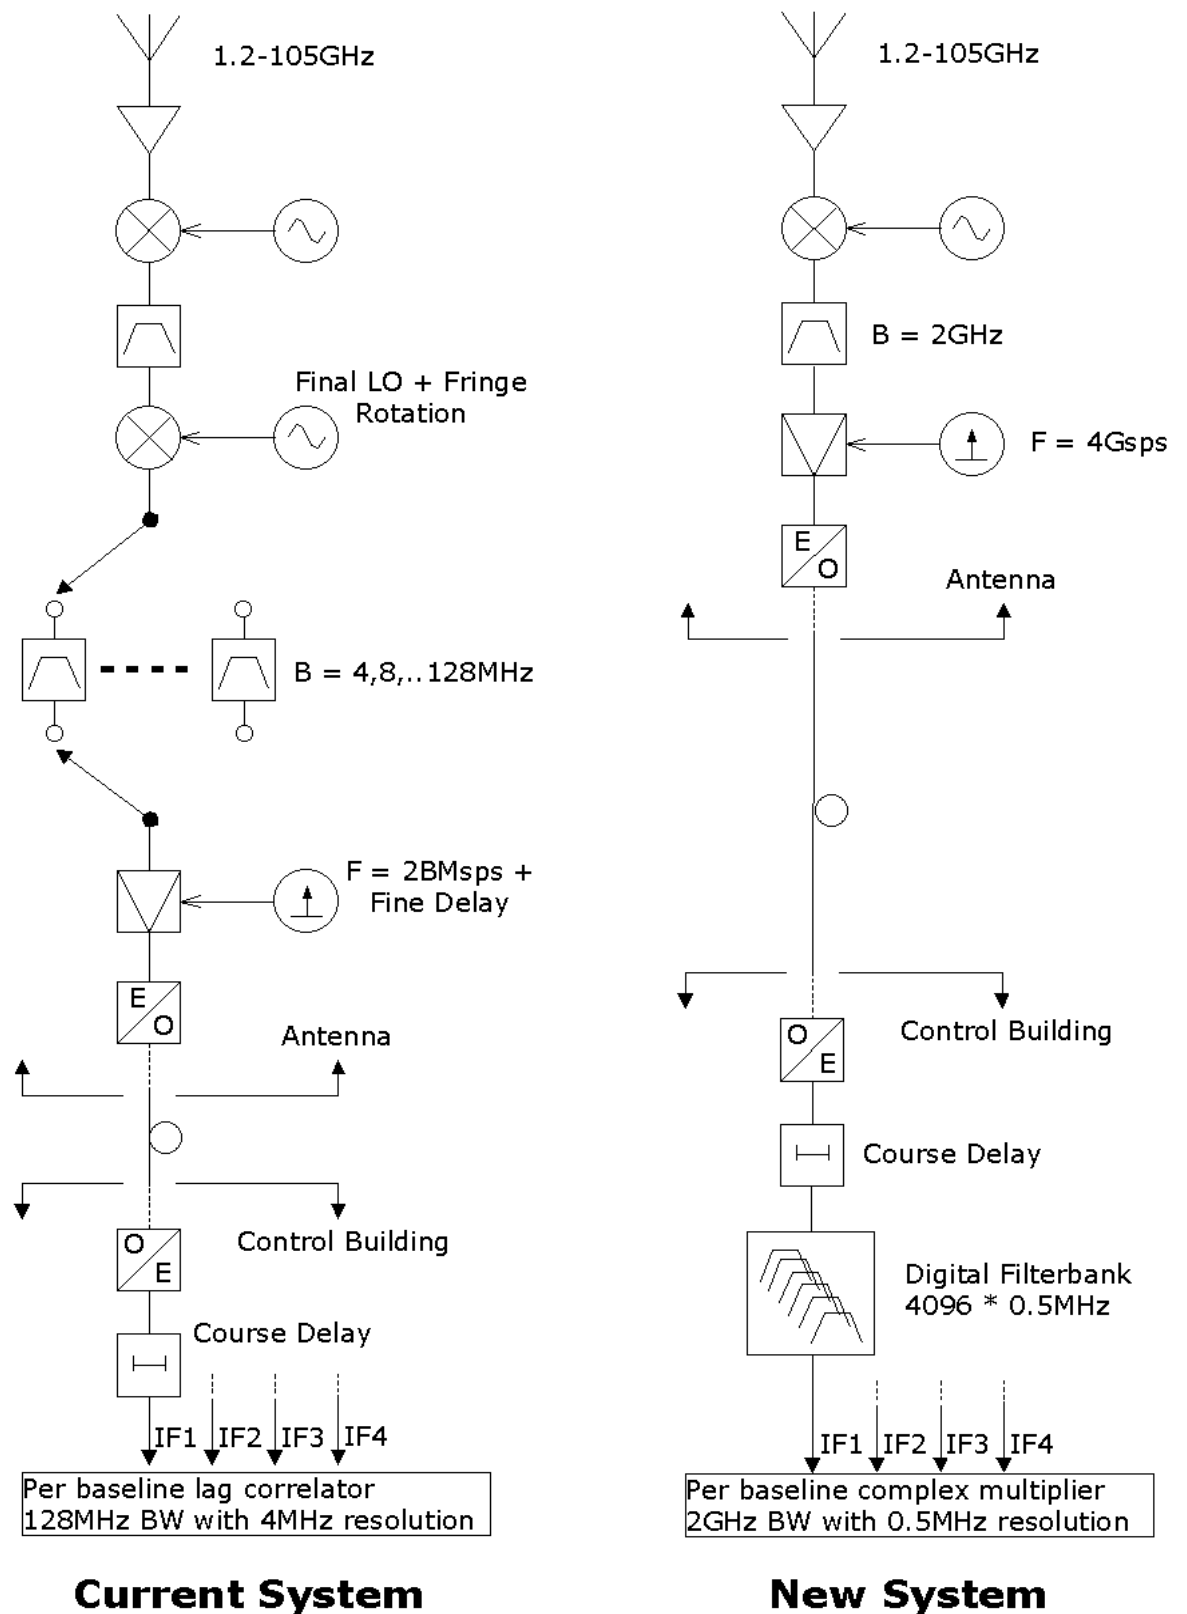 1.2-105GHz
Final LO + Fringe
Rotation
B = 4,8,..128MHz
F = 2BMsps +
Fine Delay
E
O
Antenna
Control Building
O
E
Course Delay
IF1 IF2 IF3 IF4
Per baseline lag correlator
128MHz BW with 4MHz resolution
Current System
1.2-105GHz
B = 2GHz
F = 4Gsps
E
O
Antenna
Control Building
O
E
Course Delay
Digital Filterbank
4096 * 0.5MHz
IF1 IF2 IF3 IF4
Per baseline complex multiplier
2GHz BW with 0.5MHz resolution
New System